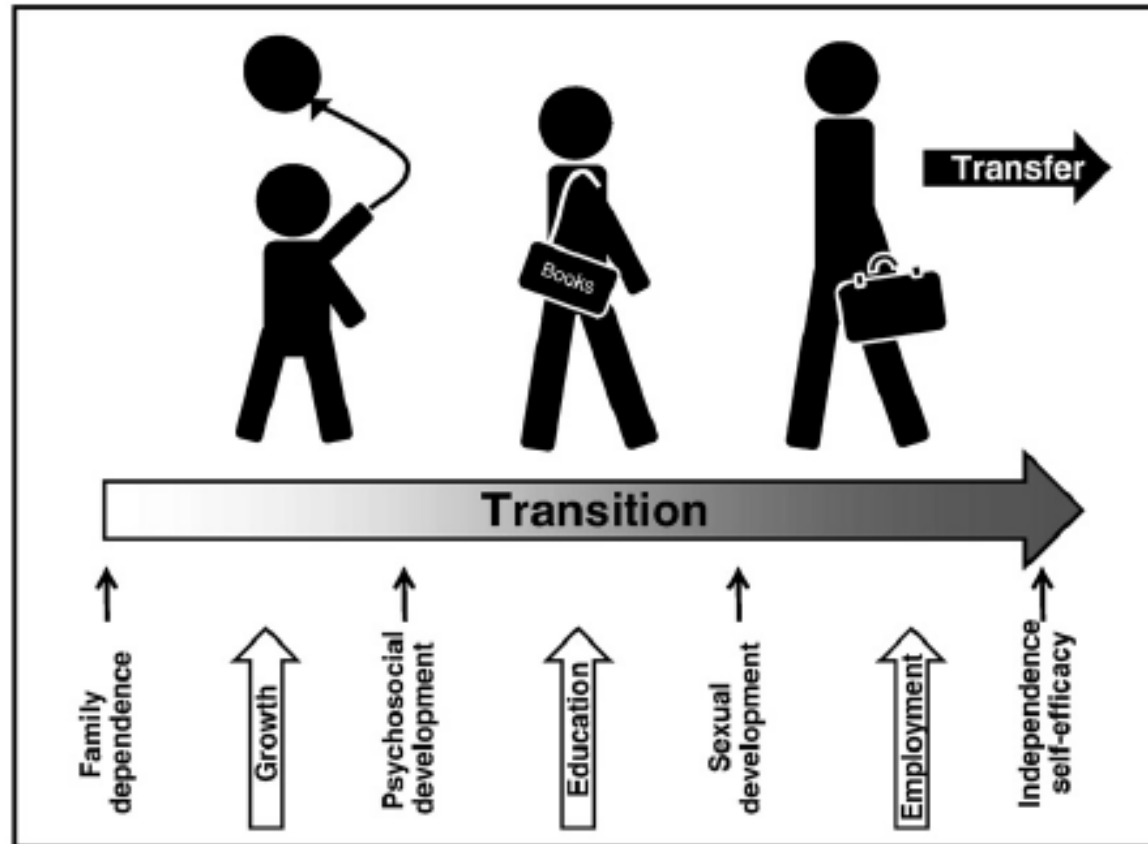 Transfer
Books
Transition
Family
dependence
Growth
Psychosocial
development
Education
Sexual
development
Employment
Independence
self-efficacy